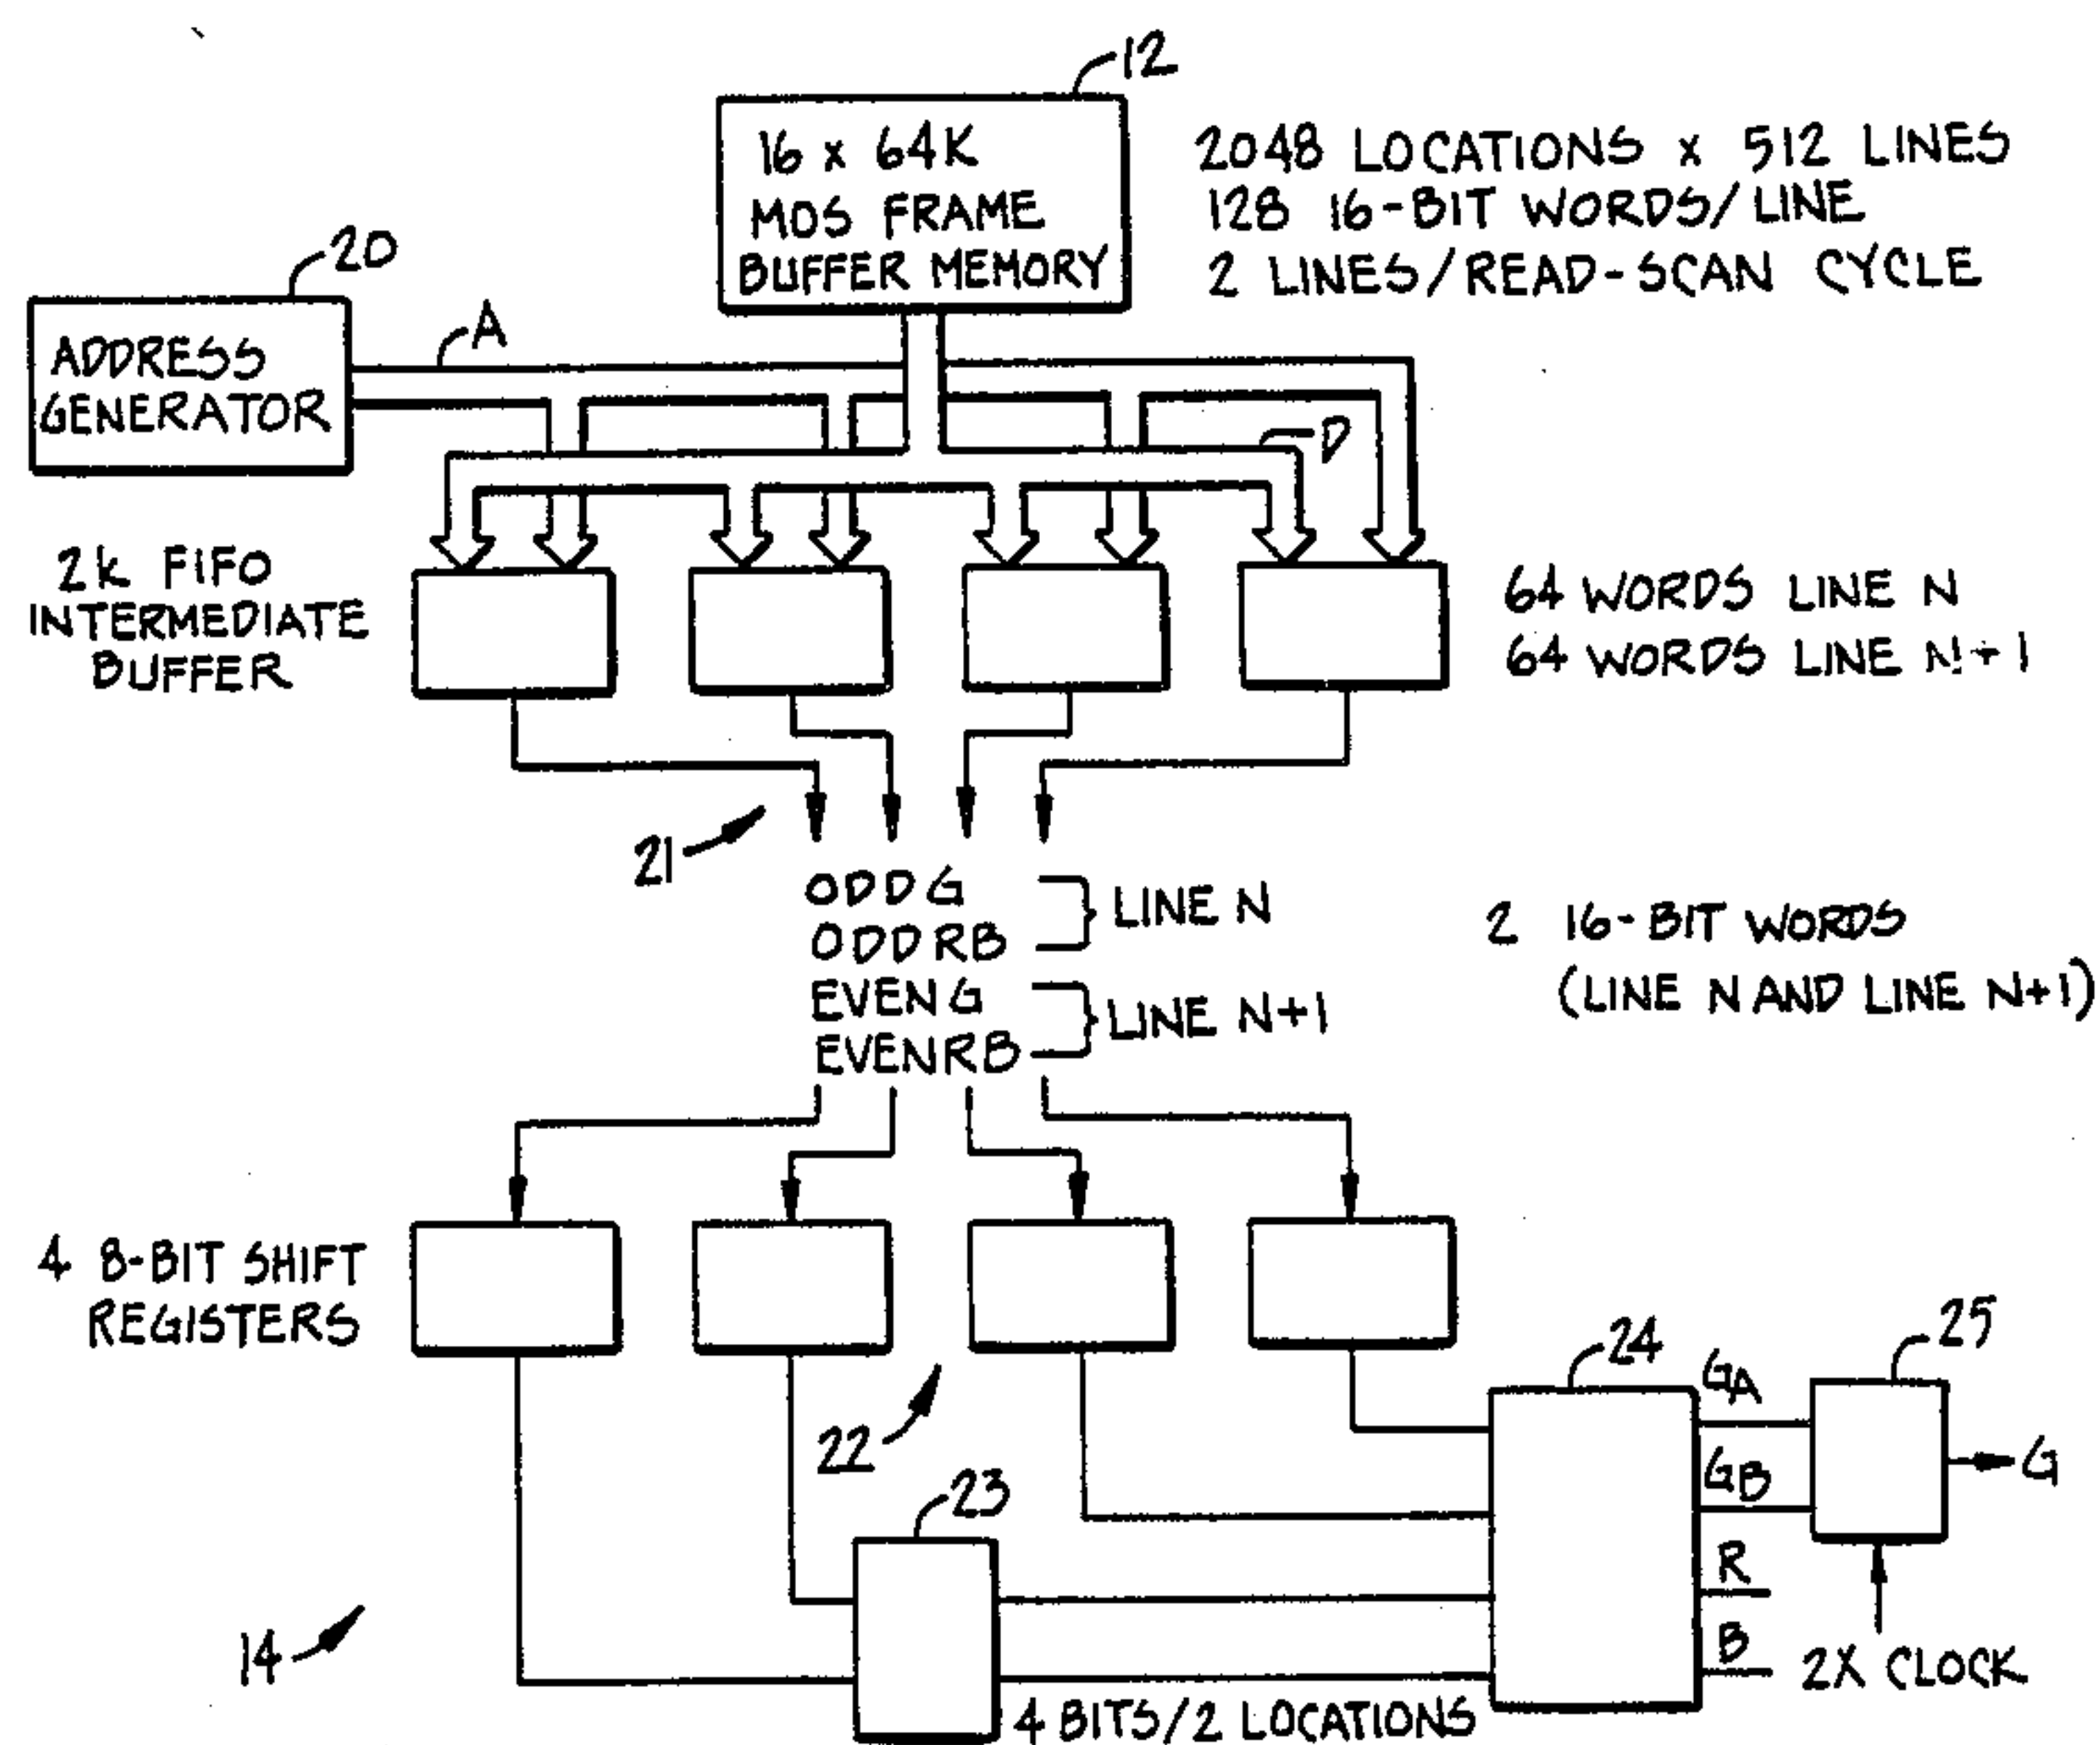 12
16 x 64K
MOS FRAME
BUFFER MEMORY
2048 LOCATIONS x 512 LINES
128 16-BIT WORDS/LINE
2 LINES/READ-SCAN CYCLE
20
ADDRESS
GENERATOR
A
D
2k FIFO
INTERMEDIATE
BUFFER
64 WORDS LINE N
64 WORDS LINE N+1
21
ODDG
ODDRB
LINE N
EVENG
EVENRB
LINE N+1
2 16-BIT WORDS
(LINE N AND LINE N+1)
4 8-BIT SHIFT
REGISTERS
22
23
24
25
GA
GB
G
R
B
2X CLOCK
14
4 BITS/2 LOCATIONS